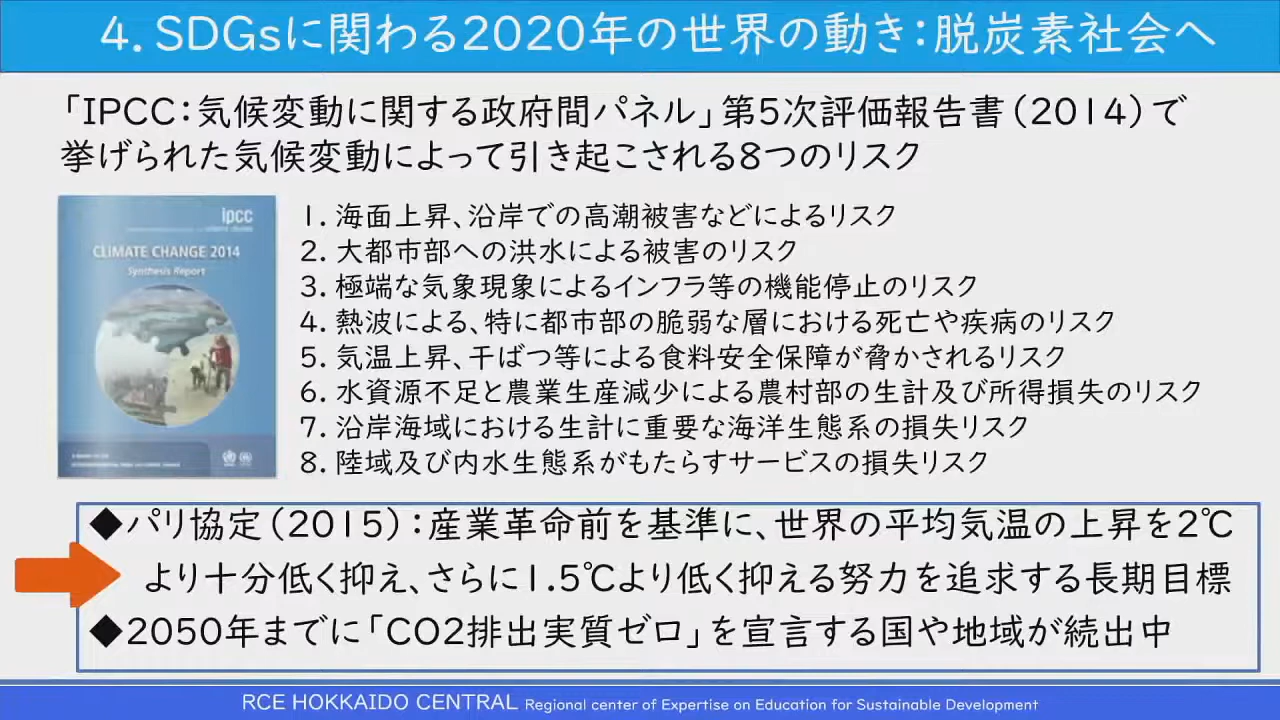 4. SDGsに関わる2020年の世界の動き：脱炭素社会へ
「IPCC：気候変動に関する政府間パネル」第5次評価報告書（2014）で
挙げられた気候変動によって引き起こされる8つのリスク
ipcc
CLIMATE CHANGE 2014
Synthesis Report
1. 海面上昇、沿岸での高潮被害などによるリスク
2. 大都市部への洪水による被害のリスク
3. 極端な気象現象によるインフラ等の機能停止のリスク
4. 熱波による、特に都市部の脆弱な層における死亡や疾病のリスク
5. 気温上昇、干ばつ等による食料安全保障が脅かされるリスク
6. 水資源不足と農業生産減少による農村部の生計及び所得損失のリスク
7. 沿岸海域における生計に重要な海洋生態系の損失リスク
8. 陸域及び内水生態系がもたらすサービスの損失リスク
◆パリ協定（2015）：産業革命前を基準に、世界の平均気温の上昇を2℃
より十分低く抑え、さらに1.5℃より低く抑える努力を追求する長期目標
◆2050年までに「CO2排出実質ゼロ」を宣言する国や地域が続出中
RCE HOKKAIDO CENTRAL Regional center of Expertise on Education for Sustainable Development